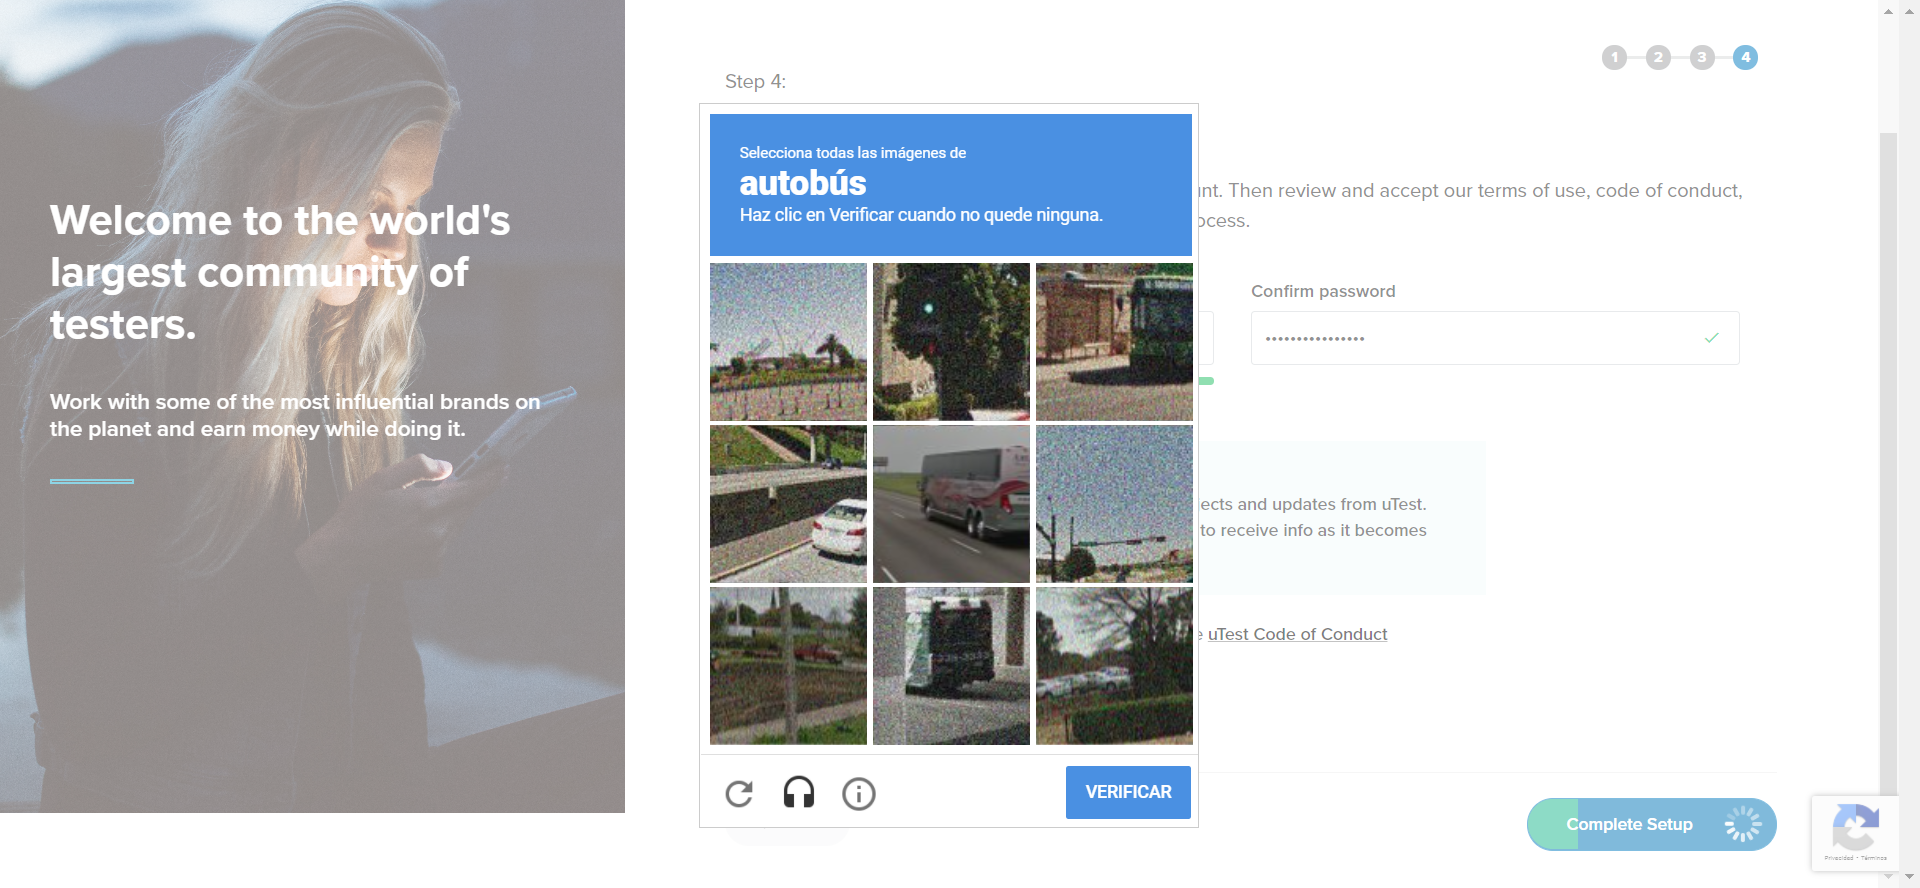 Welcome to the world's
largest community of
testers.
Work with some of the most influential brands on
the planet and earn money while doing it.
1 2 3 4
Step 4:
Selecciona todas las imágenes de
autobús
Haz clic en Verificar cuando no quede ninguna.
VERIFICAR
nt. Then review and accept our terms of use, code of conduct,
ocess.
Confirm password
ects and updates from uTest.
to receive info as it becomes
e uTest Code of Conduct
Complete Setup
Privacidad • Términos